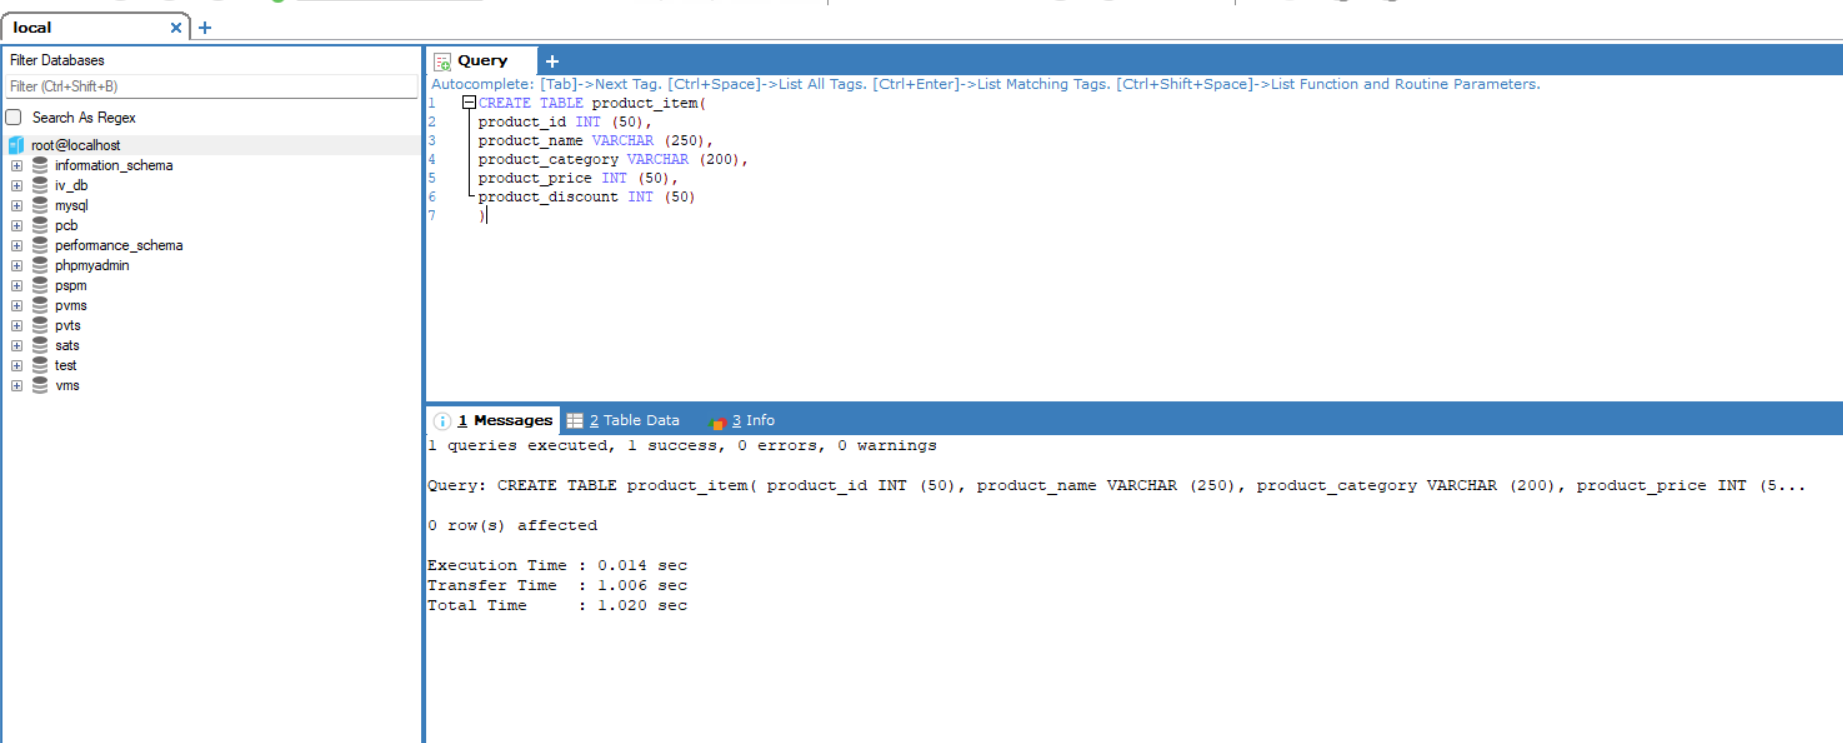 local
Filter Databases
Filter (Ctrl+Shift+B)
Search As Regex
root@localhost
information_schema
iv_db
mysql
pcb
performance_schema
phpmyadmin
pspm
pvms
pvts
sats
test
vms
Query
Autocomplete: [Tab]->Next Tag. [Ctrl+Space]->List All Tags. [Ctrl+Enter]->List Matching Tags. [Ctrl+Shift+Space]->List Function and Routine Parameters.
1 CREATE TABLE product_item(
2 product_id INT (50),
3 product_name VARCHAR (250),
4 product_category VARCHAR (200),
5 product_price INT (50),
6 product_discount INT (50)
7 )
1 Messages 2 Table Data 3 Info
1 queries executed, 1 success, 0 errors, 0 warnings
Query: CREATE TABLE product_item( product_id INT (50), product_name VARCHAR (250), product_category VARCHAR (200), product_price INT (5...
0 row(s) affected
Execution Time : 0.014 sec
Transfer Time : 1.006 sec
Total Time : 1.020 sec